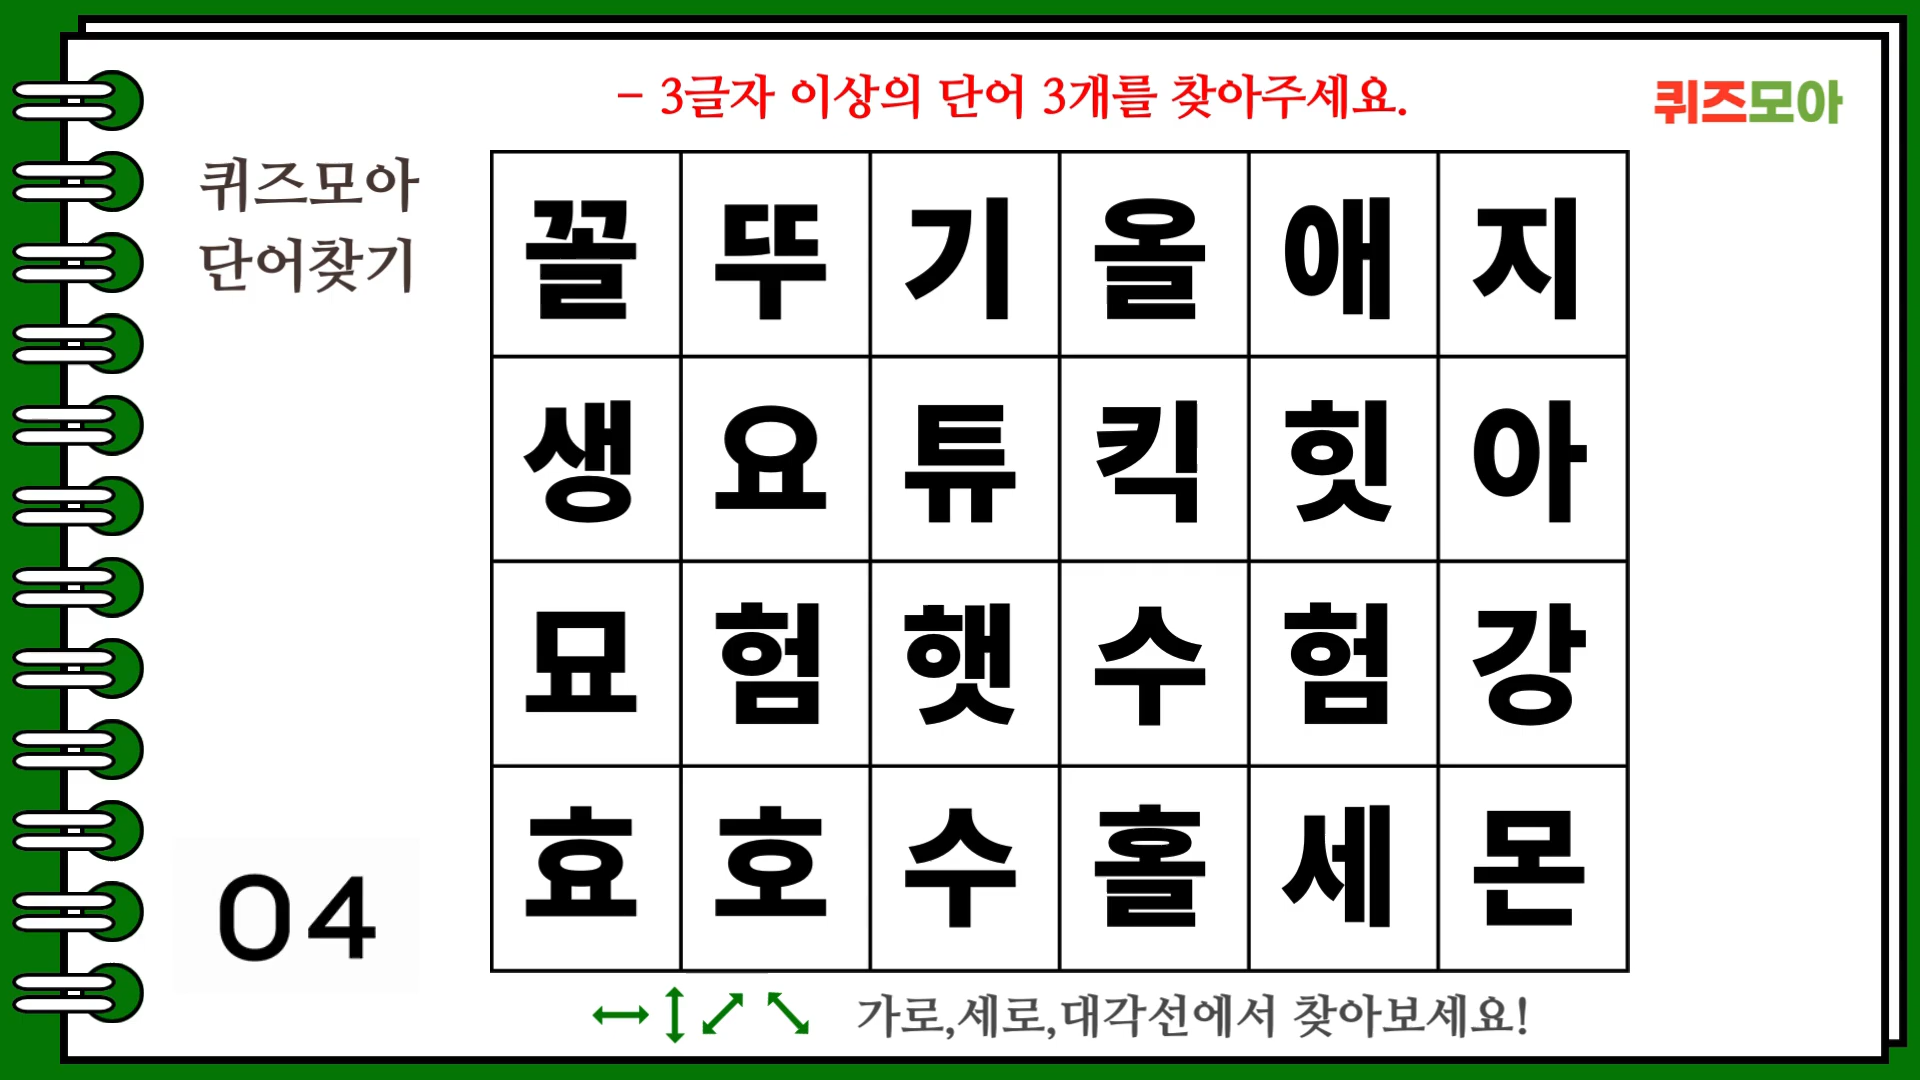 - 3글자 이상의 단어 3개를 찾아주세요.
퀴즈모아
퀴즈모아
단어찾기
꼴 뚜 기 올 애 지
생 요 튜 킥 힛 아
묘 험 햇 수 험 강
효 호 수 홀 세 몬
04
가로,세로,대각선에서 찾아보세요!